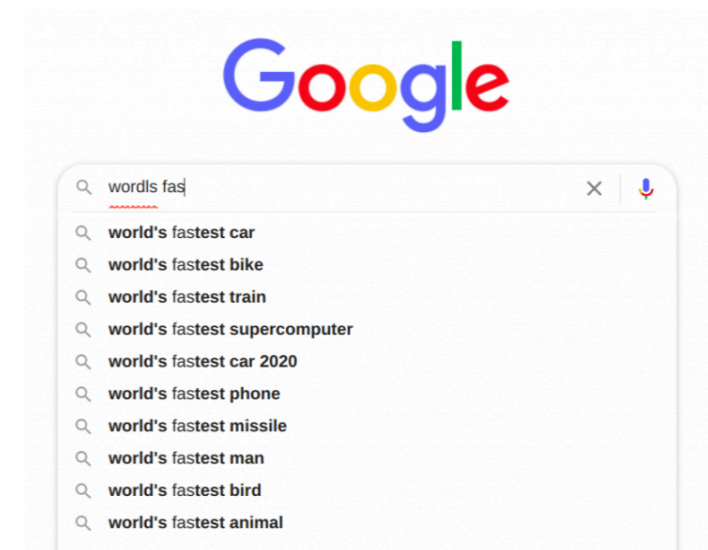 Google
wordls fas
world's fastest car
world's fastest bike
world's fastest train
world's fastest supercomputer
world's fastest car 2020
world's fastest phone
world's fastest missile
world's fastest man
world's fastest bird
world's fastest animal